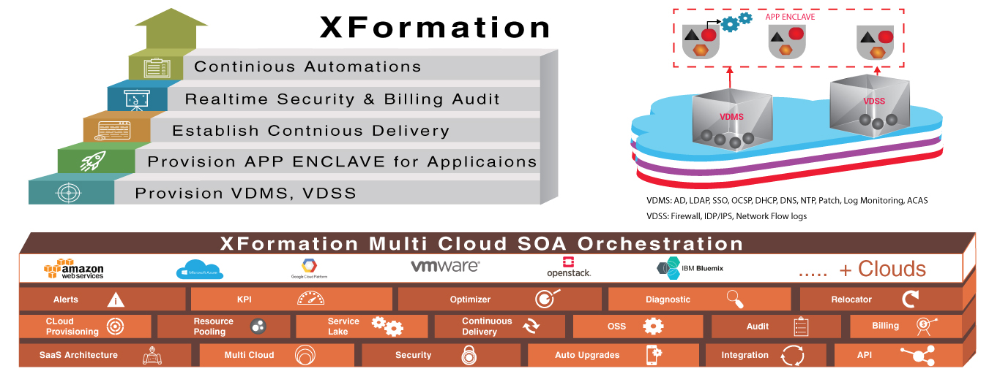 XFormation
Continious Automations
Realtime Security & Billing Audit
Establish Contnious Delivery
Provision APP ENCLAVE for Applicaions
Provision VDMS, VDSS
APP ENCLAVE
VDMS
VDSS
VDMS: AD, LDAP, SSO, OCSP, DHCP, DNS, NTP, Patch, Log Monitoring, ACAS
VDSS: Firewall, IDP/IPS, Network Flow logs
XFormation Multi Cloud SOA Orchestration
amazon
web services
Microsoft Azure
Google Cloud Platform
vmware®
openstack.
IBM Bluemix
..... + Clouds
Alerts
KPI
Optimizer
Diagnostic
Relocator
CLoud
Provisioning
Resource
Pooling
Service
Lake
Continuous
Delivery
OSS
Audit
Billing
SaaS Architecture
Multi Cloud
Security
Auto Upgrades
Integration
API